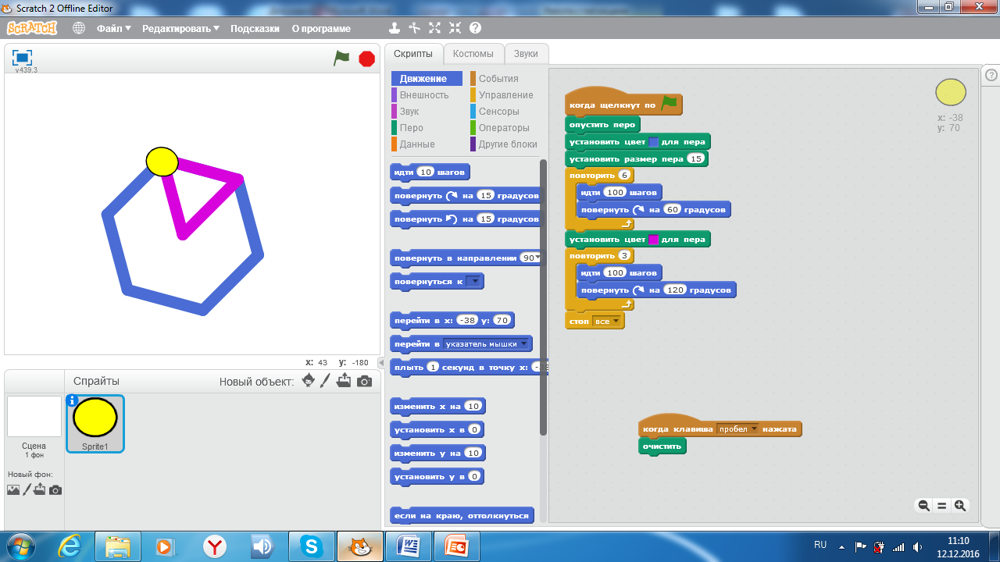 Scratch 2 Offline Editor
SCRATCH Файл Редактировать Подсказки О программе
v439.3
Скрипты Костюмы Звуки
Движение События
Внешность Управление
Звук Сенсоры
Перо Операторы
Данные Другие блоки
идти 10 шагов
повернуть на 15 градусов
повернуть на 15 градусов
повернуть в направлении 90
повернуться к
перейти в x: -38 y: 70
перейти в указатель мышки
плыть 1 секунд в точку x:
изменить x на 10
установить x в 0
изменить y на 10
установить y в 0
если на краю, оттолкнуться
когда щелкнут по
опустить перо
установить цвет для пера
установить размер пера 15
повторить 6
идти 100 шагов
повернуть на 60 градусов
установить цвет для пера
повторить 3
идти 100 шагов
повернуть на 120 градусов
стоп все
когда клавиша пробел нажата
очистить
x: -38
y: 70
x: 43 y: -180
Спрайты Новый объект:
Сцена
1 фон
Новый фон:
Sprite1
RU
11:10
12.12.2016